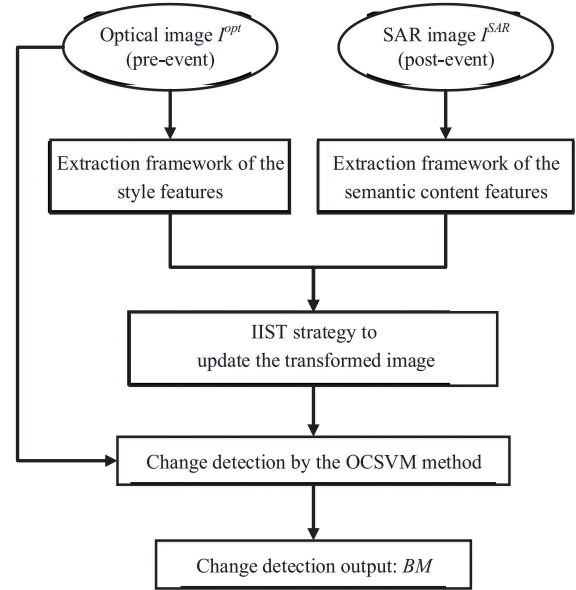 Optical image I^opt
(pre-event)
SAR image I^SAR
(post-event)
Extraction framework of the
style features
Extraction framework of the
semantic content features
IIST strategy to
update the transformed image
Change detection by the OCSVM method
Change detection output: BM